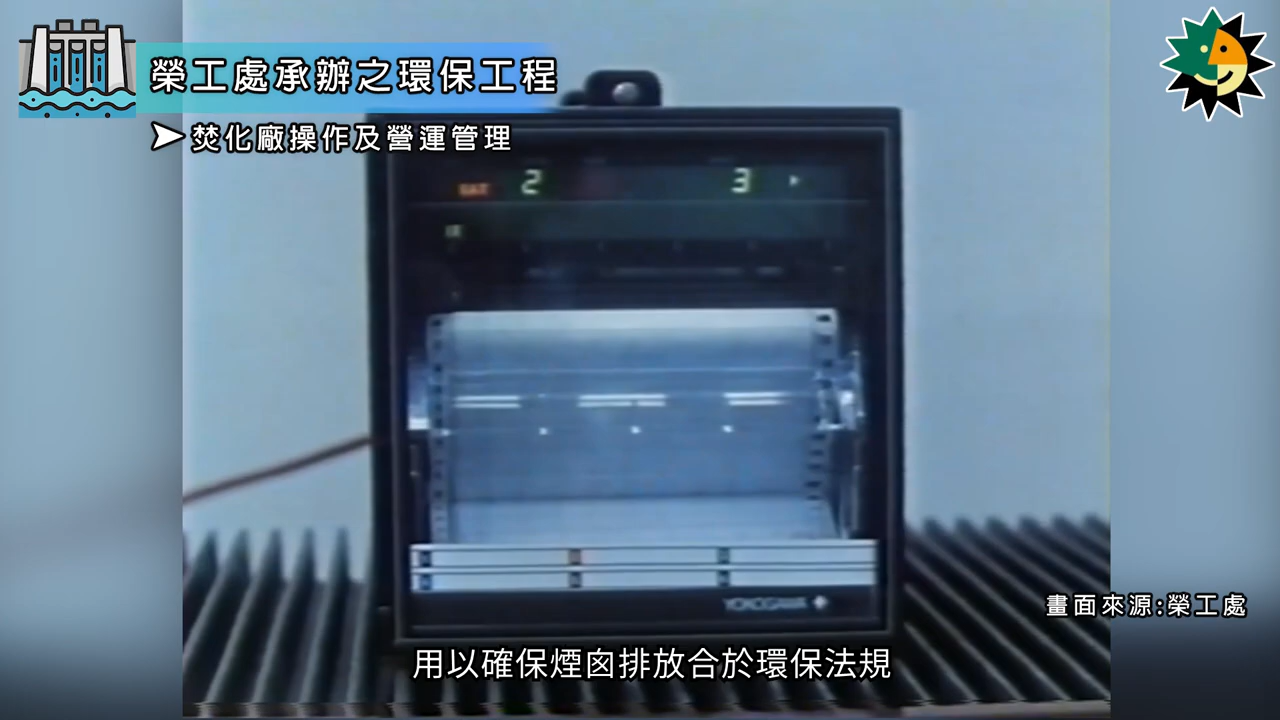 榮工處承辦之環保工程
➤焚化廠操作及營運管理
2 3
YOKOGAWA
畫面來源:榮工處
用以確保煙囪排放合於環保法規